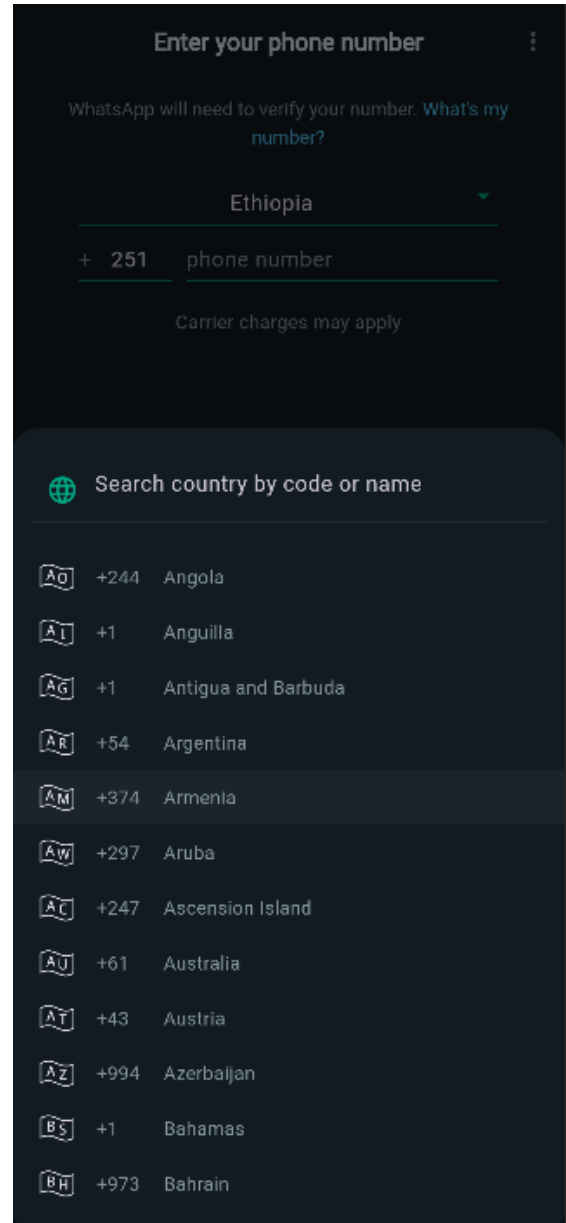 Enter your phone number
WhatsApp will need to verify your number. What's my
number?
Ethiopia
+ 251 phone number
Carrier charges may apply
Search country by code or name
AO +244 Angola
AI +1 Anguilla
AG +1 Antigua and Barbuda
AR +54 Argentina
AM +374 Armenia
AW +297 Aruba
AC +247 Ascension Island
AU +61 Australia
AT +43 Austria
AZ +994 Azerbaijan
BS +1 Bahamas
BH +973 Bahrain